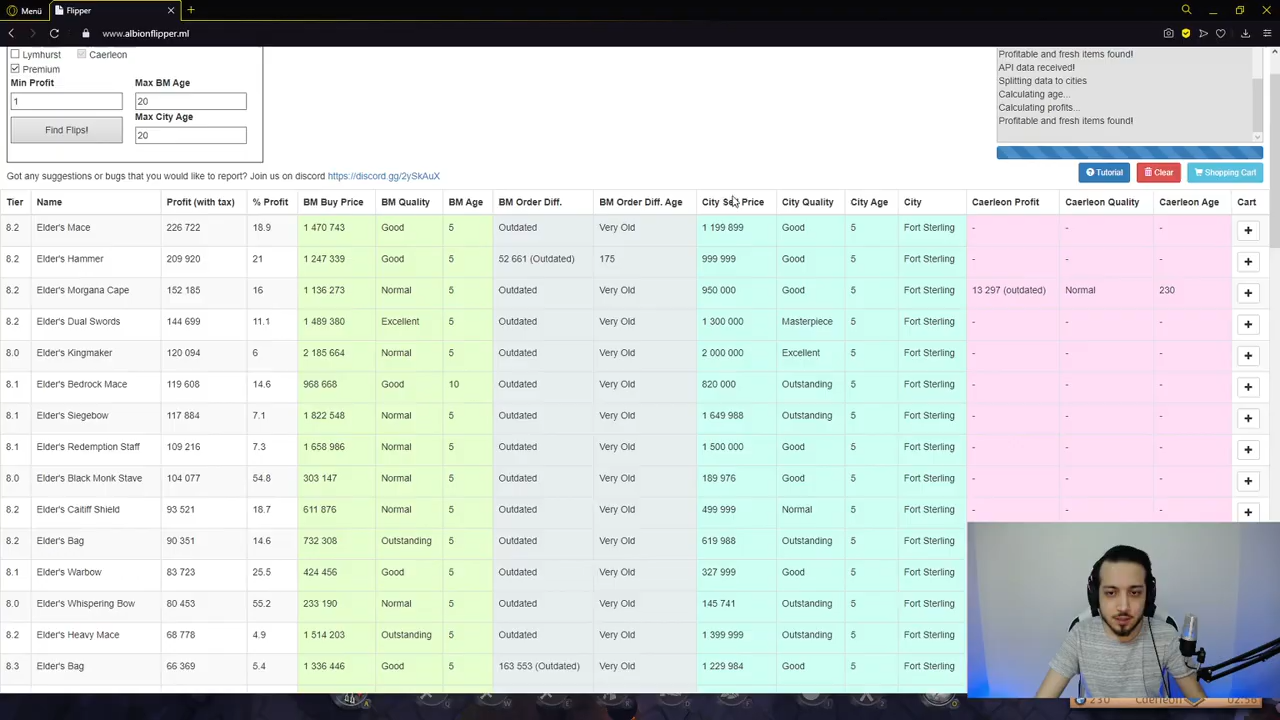 Menü
Flipper
www.albionflipper.ml
Lymhurst Caerleon
Premium
Min Profit Max BM Age
1 20
Max City Age
Find Flips! 20
Profitable and fresh items found!
API data received!
Splitting data to cities
Calculating age...
Calculating profits...
Profitable and fresh items found!
Got any suggestions or bugs that you would like to report? Join us on discord https://discord.gg/2ySkAuX
Tutorial Clear Shopping Cart
Tier Name Profit (with tax) % Profit BM Buy Price BM Quality BM Age BM Order Diff. BM Order Diff. Age City Sell Price City Quality City Age City Caerleon Profit Caerleon Quality Caerleon Age Cart
8.2 Elder's Mace 226 722 18.9 1 470 743 Good 5 Outdated Very Old 1 199 899 Good 5 Fort Sterling - - - +
8.2 Elder's Hammer 209 920 21 1 247 339 Good 5 52 661 (Outdated) 175 999 999 Good 5 Fort Sterling - - - +
8.2 Elder's Morgana Cape 152 185 16 1 136 273 Normal 5 Outdated Very Old 950 000 Good 5 Fort Sterling 13 297 (outdated) Normal 230 +
8.2 Elder's Dual Swords 144 699 11.1 1 489 380 Excellent 5 Outdated Very Old 1 300 000 Masterpiece 5 Fort Sterling - - - +
8.0 Elder's Kingmaker 120 094 6 2 185 664 Normal 5 Outdated Very Old 2 000 000 Excellent 5 Fort Sterling - - - +
8.1 Elder's Bedrock Mace 119 608 14.6 968 668 Good 10 Outdated Very Old 820 000 Outstanding 5 Fort Sterling - - - +
8.1 Elder's Siegebow 117 884 7.1 1 822 548 Normal 5 Outdated Very Old 1 649 988 Outstanding 5 Fort Sterling - - - +
8.1 Elder's Redemption Staff 109 216 7.3 1 658 986 Normal 5 Outdated Very Old 1 500 000 Good 5 Fort Sterling - - - +
8.0 Elder's Black Monk Stave 104 077 54.8 303 147 Normal 5 Outdated Very Old 189 976 Good 5 Fort Sterling - - - +
8.2 Elder's Caitiff Shield 93 521 18.7 611 876 Normal 5 Outdated Very Old 499 999 Normal 5 Fort Sterling - - - +
8.2 Elder's Bag 90 351 14.6 732 308 Outstanding 5 Outdated Very Old 619 988 Outstanding 5 Fort Sterling
8.1 Elder's Warbow 83 723 25.5 424 456 Good 5 Outdated Very Old 327 999 Good 5 Fort Sterling
8.0 Elder's Whispering Bow 80 453 55.2 233 190 Normal 5 Outdated Very Old 145 741 Outstanding 5 Fort Sterling
8.2 Elder's Heavy Mace 68 778 4.9 1 514 203 Outstanding 5 Outdated Very Old 1 399 999 Outstanding 5 Fort Sterling
8.3 Elder's Bag 66 369 5.4 1 336 446 Good 5 163 553 (Outdated) Very Old 1 229 984 Good 5 Fort Sterling